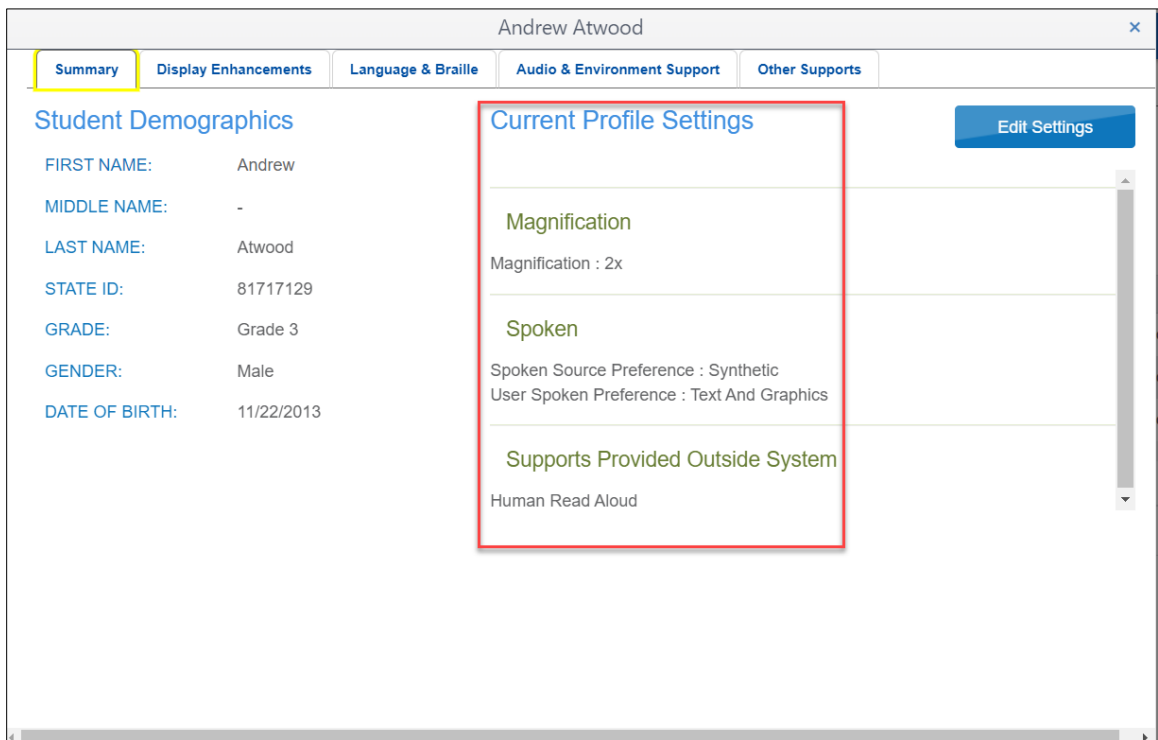 Andrew Atwood ×
Summary Display Enhancements Language & Braille Audio & Environment Support Other Supports
Student Demographics
FIRST NAME: Andrew
MIDDLE NAME: -
LAST NAME: Atwood
STATE ID: 81717129
GRADE: Grade 3
GENDER: Male
DATE OF BIRTH: 11/22/2013
Current Profile Settings
Edit Settings
Magnification
Magnification : 2x
Spoken
Spoken Source Preference : Synthetic
User Spoken Preference : Text And Graphics
Supports Provided Outside System
Human Read Aloud